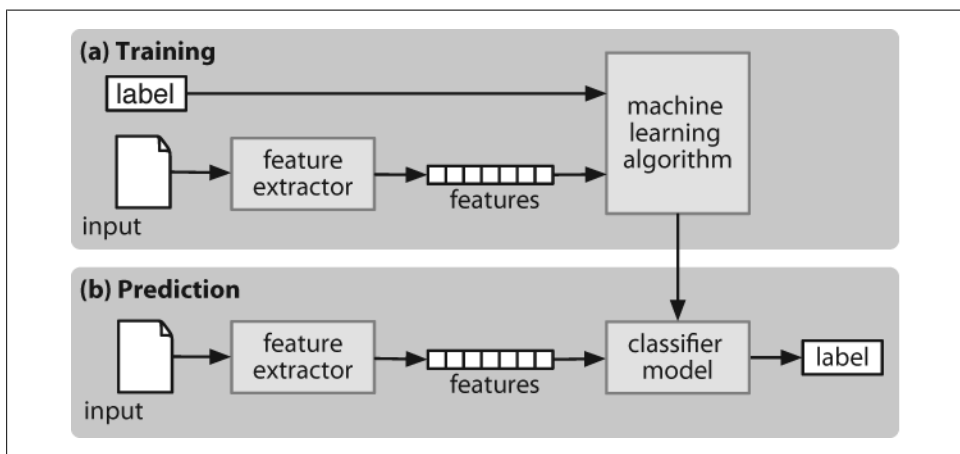 (a) Training
label
machine
learning
algorithm
feature
extractor
features
input
(b) Prediction
feature
extractor
features
classifier
model
label
input